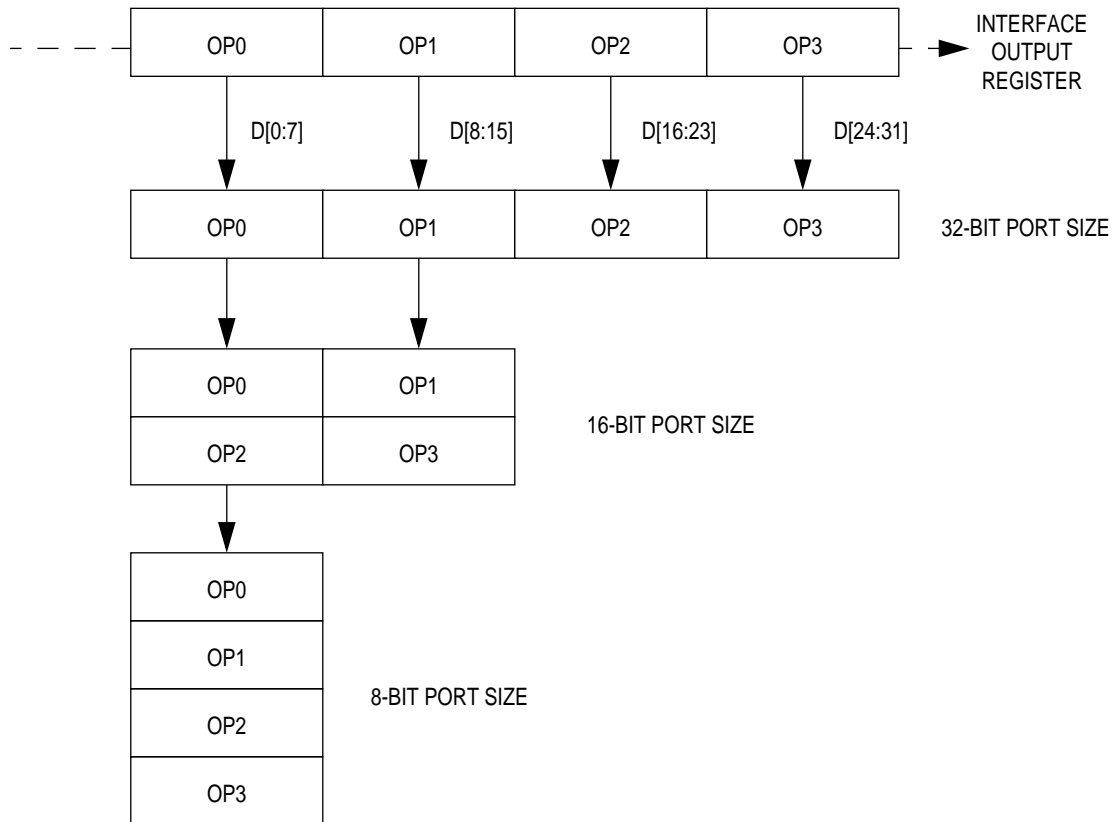 OP0 OP1 OP2 OP3
INTERFACE
OUTPUT
REGISTER
D[0:7] D[8:15] D[16:23] D[24:31]
OP0 OP1 OP2 OP3 32-BIT PORT SIZE
OP0 OP1
16-BIT PORT SIZE
OP2 OP3
OP0
OP1
8-BIT PORT SIZE
OP2
OP3